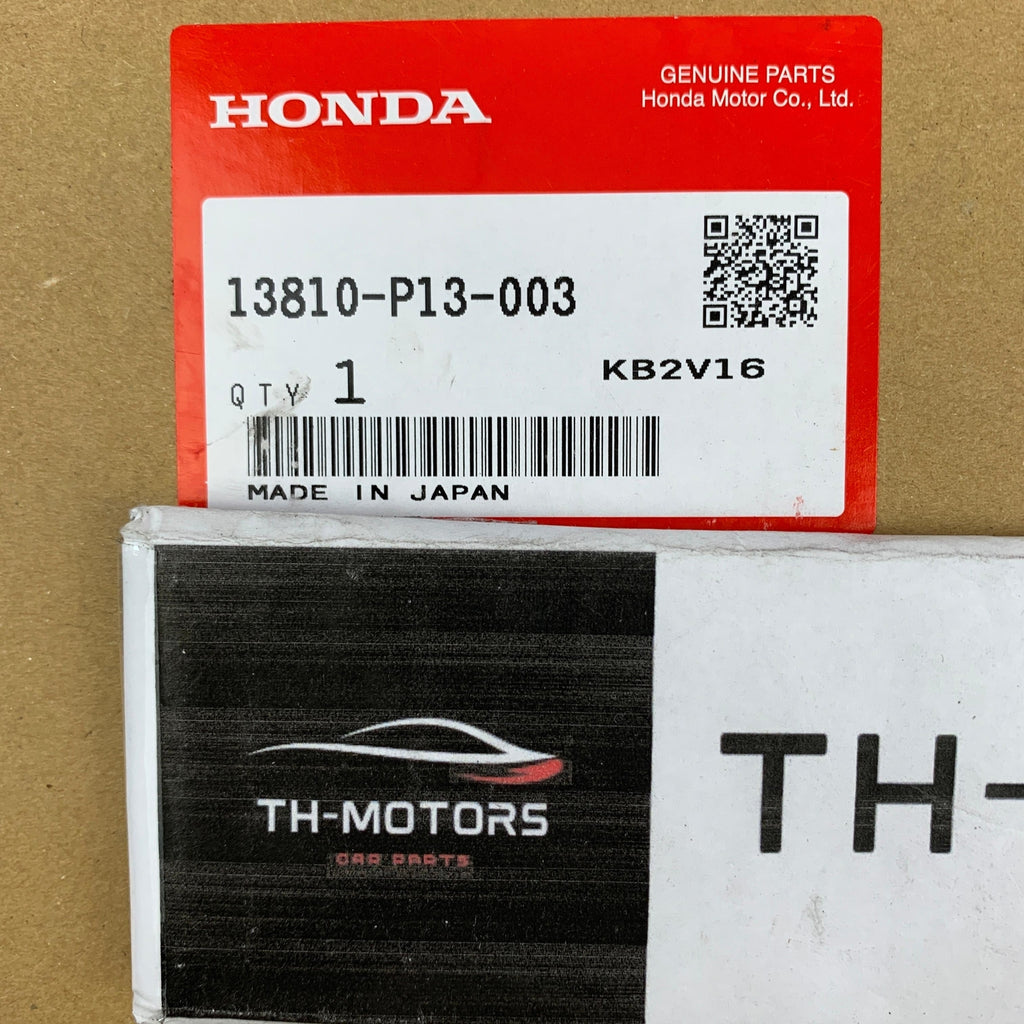 HONDA
GENUINE PARTS
Honda Motor Co., Ltd.
13810-P13-003
QTY 1
KB2V16
MADE IN JAPAN
TH-MOTORS
CAR PARTS
TH-